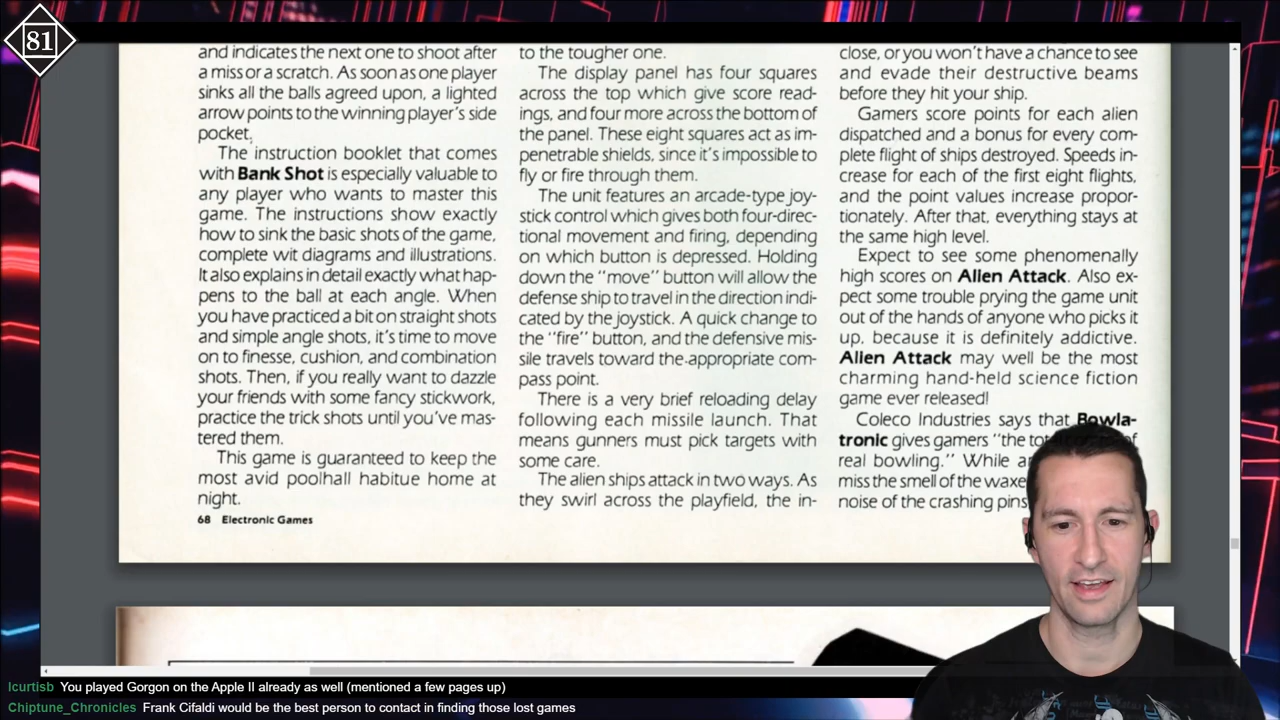 81
and indicates the next one to shoot after
a miss or a scratch. As soon as one player
sinks all the balls agreed upon, a lighted
arrow points to the winning player's side
pocket.
The instruction booklet that comes
with Bank Shot is especially valuable to
any player who wants to master this
game. The instructions show exactly
how to sink the basic shots of the game,
complete wit diagrams and illustrations.
It also explains in detail exactly what hap-
pens to the ball at each angle. When
you have practiced a bit on straight shots
and simple angle shots, it's time to move
on to finesse, cushion, and combination
shots. Then, if you really want to dazzle
your friends with some fancy stickwork,
practice the trick shots until you've mas-
tered them.
This game is guaranteed to keep the
most avid poolhall habitue home at
night.
68 Electronic Games
to the tougher one.
The display panel has four squares
across the top which give score read-
ings, and four more across the bottom of
the panel. These eight squares act as im-
penetrable shields, since it's impossible to
fly or fire through them.
The unit features an arcade-type joy-
stick control which gives both four-direc-
tional movement and firing, depending
on which button is depressed. Holding
down the "move" button will allow the
defense ship to travel in the direction indi-
cated by the joystick. A quick change to
the "fire" button, and the defensive mis-
sile travels toward the appropriate com-
pass point.
There is a very brief reloading delay
following each missile launch. That
means gunners must pick targets with
some care.
The alien ships attack in two ways. As
they swirl across the playfield, the in-
close, or you won't have a chance to see
and evade their destructive beams
before they hit your ship.
Gamers score points for each alien
dispatched and a bonus for every com-
plete flight of ships destroyed. Speeds in-
crease for each of the first eight flights,
and the point values increase propor-
tionately. After that, everything stays at
the same high level.
Expect to see some phenomenally
high scores on Alien Attack. Also ex-
pect some trouble prying the game unit
out of the hands of anyone who picks it
up, because it is definitely addictive.
Alien Attack may well be the most
charming hand-held science fiction
game ever released!
Coleco Industries says that Bowla-
tronic gives gamers "the of
real bowling." While
miss the smell of the
noise of the crashing pins
lcurtisb You played Gorgon on the Apple II already as well (mentioned a few pages up)
Chiptune_Chronicles Frank Cifaldi would be the best person to contact in finding those lost games